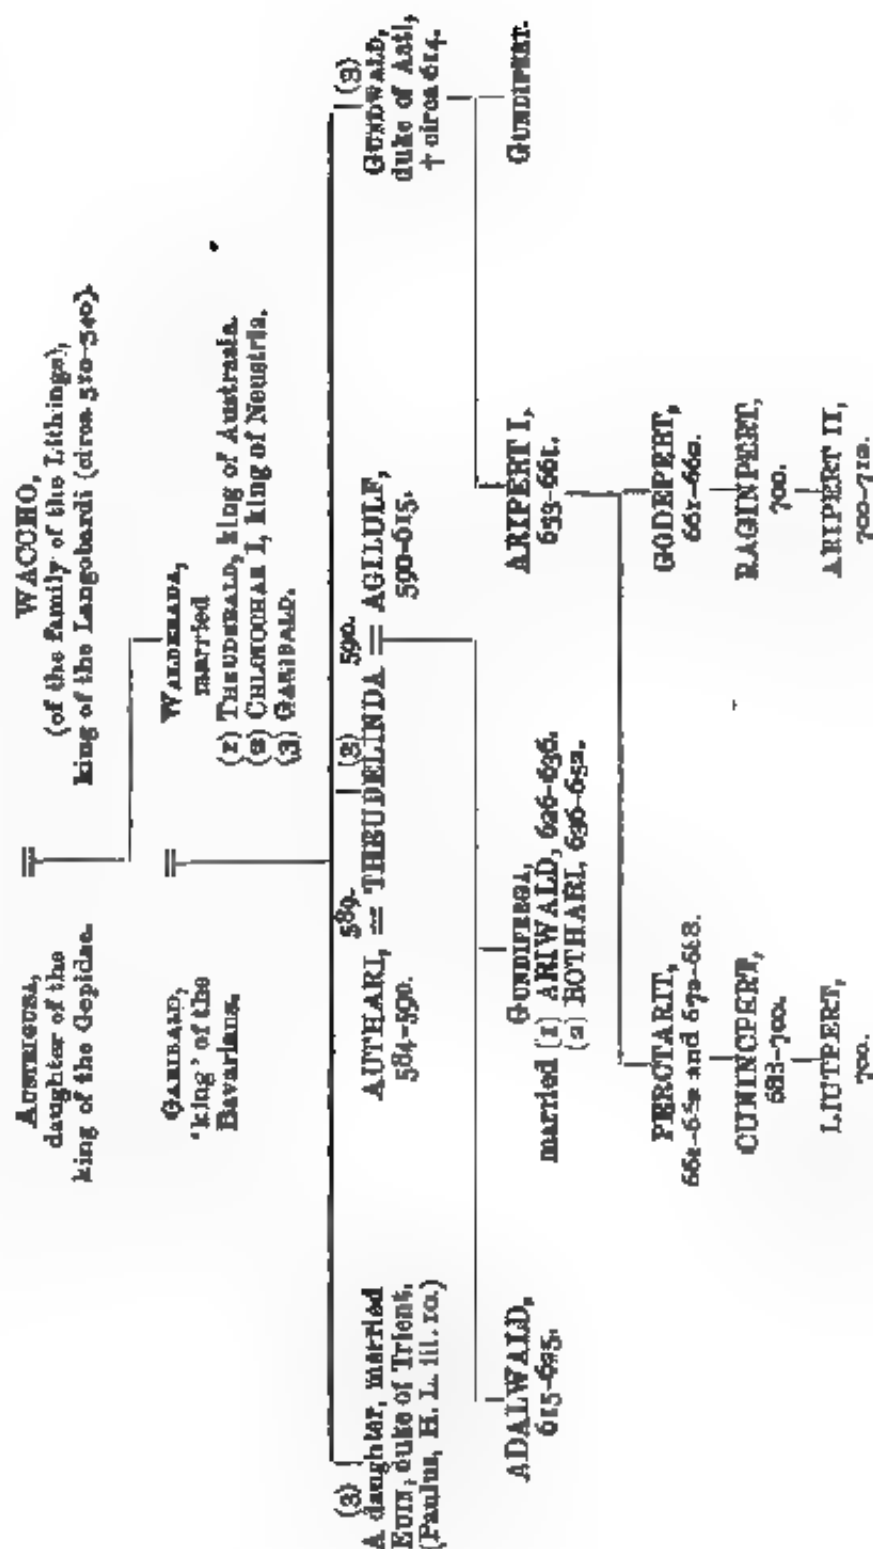 AUSTRIGUSA,
daughter of the
king of the Gepidae.
=
WACCHO,
(of the family of the Lithingi),
king of the Langobardi (circa 510-540).
GARIBALD,
'king' of the
Bavarians.
=
WALDERADA,
married
(1) THEUDEBALD, king of Austrasia.
(2) CHLOTOCHAR I, king of Neustria.
(3) GARIBALD.
(3)
A daughter, married
EUIN, duke of Trient.
(Paulus, H. L. iii. 10.)
589.
AUTHARI, = THEUDELINDA = AGILULF,
584-590.
(3)
590.
590-615.
(3)
GUNDWALD,
duke of Asti,
† circa 614.
ADALWALD,
615-625.
GUNDIPERGA,
married (1) ARIWALD, 626-636.
(2) ROTHARI, 636-652.
ARIPERT I,
653-661.
GUNDIPERT.
PERCTARIT,
661-662 and 672-688.
GODEPERT,
661-662.
CUNINCPERT,
688-700.
RAGINPERT,
700.
LIUTPERT,
700.
ARIPERT II,
700-712.